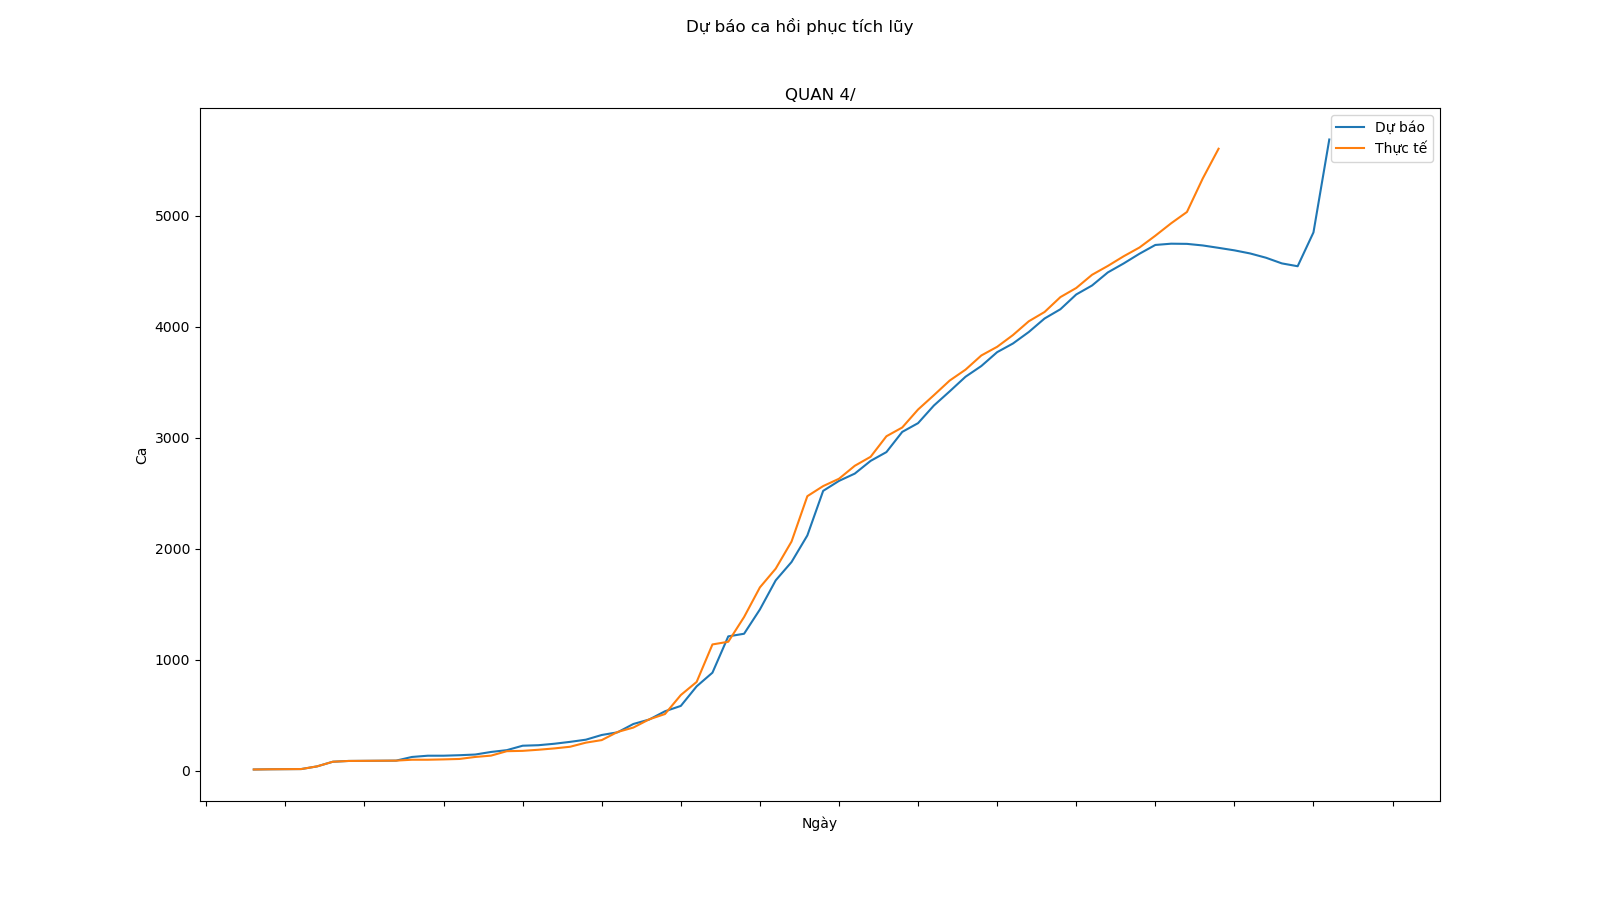 Dự báo ca hồi phục tích lũy
QUAN 4/
Dự báo
Thực tế
5000
4000
3000
2000
1000
0
Ca
Ngày